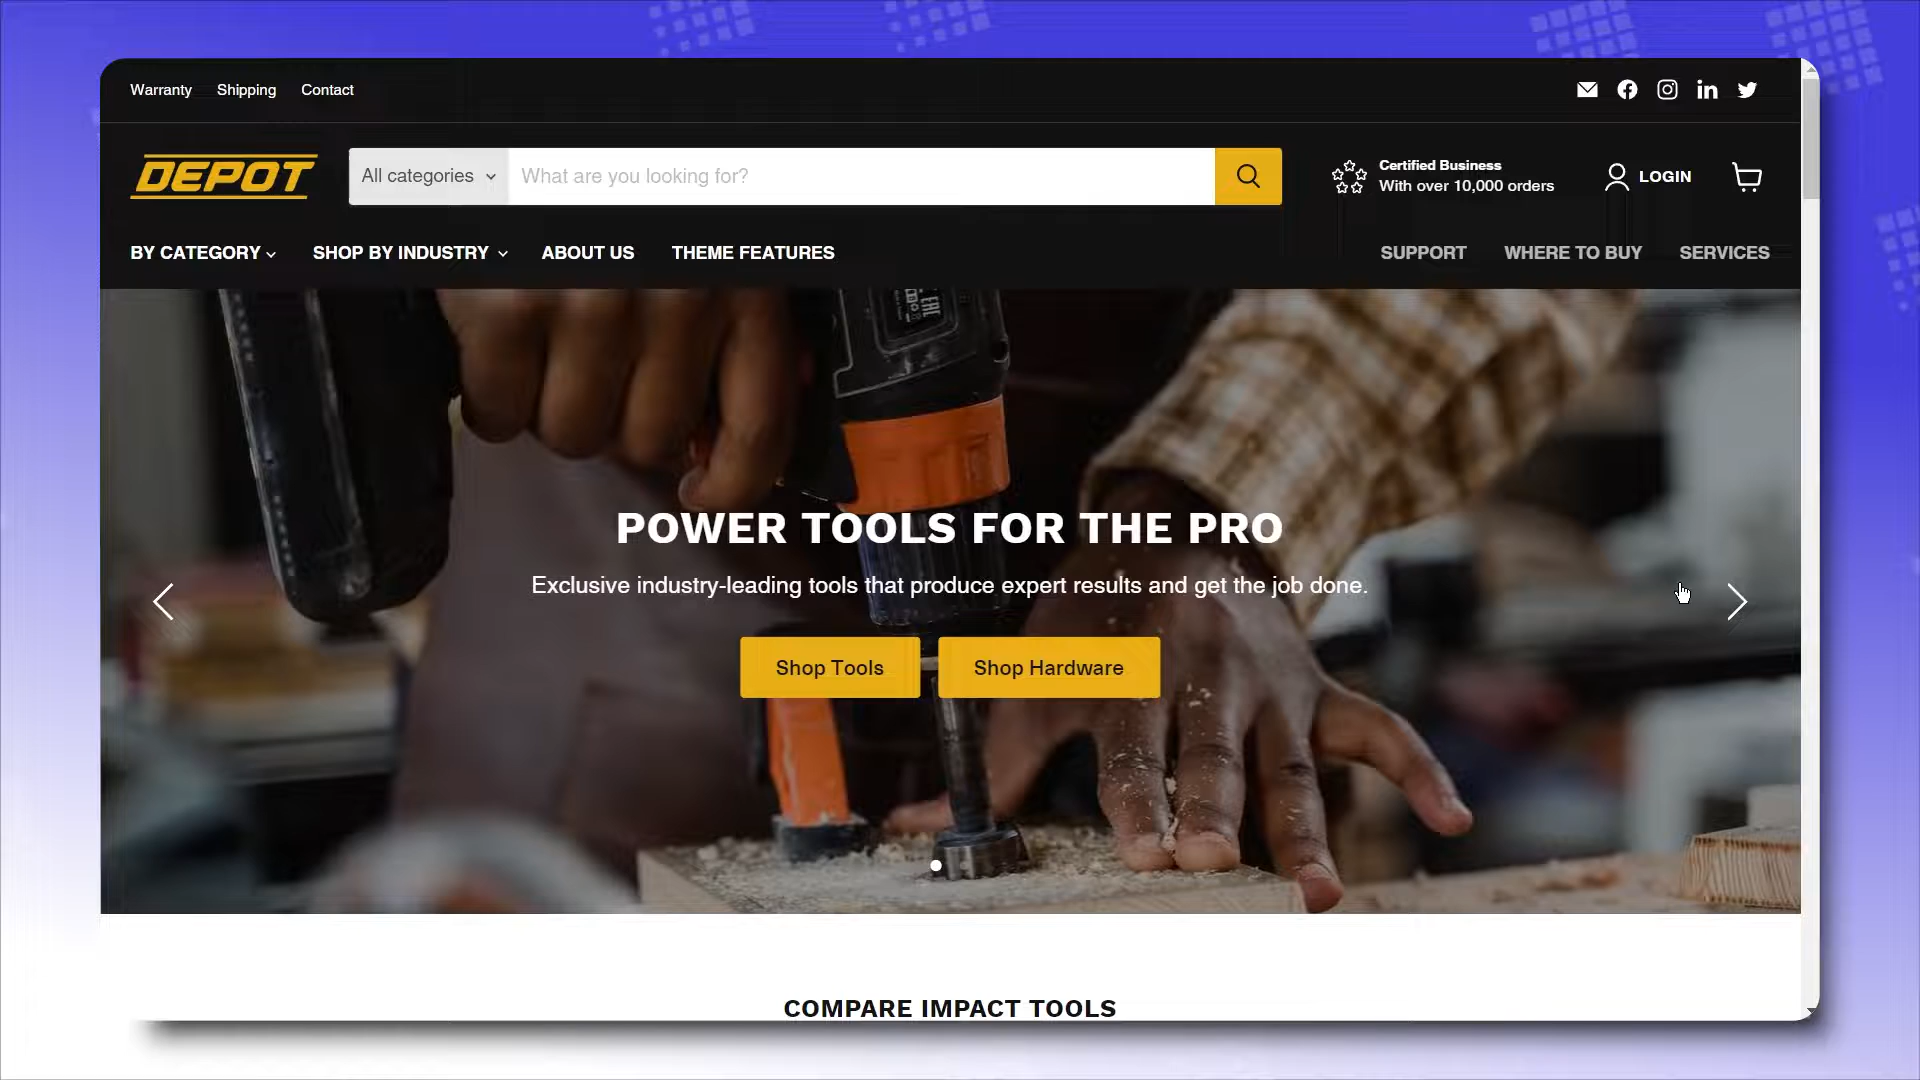 Warranty Shipping Contact
DEPOT
All categories
What are you looking for?
Certified Business
With over 10,000 orders
LOGIN
BY CATEGORY SHOP BY INDUSTRY ABOUT US THEME FEATURES
SUPPORT WHERE TO BUY SERVICES
POWER TOOLS FOR THE PRO
Exclusive industry-leading tools that produce expert results and get the job done.
Shop Tools Shop Hardware
COMPARE IMPACT TOOLS